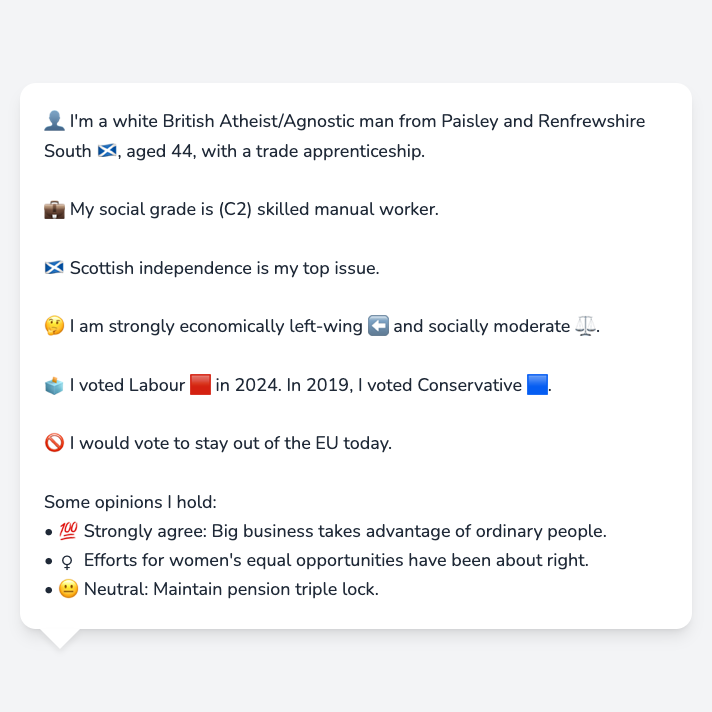 👤 I'm a white British Atheist/Agnostic man from Paisley and Renfrewshire
South 🏴󠁧󠁢󠁳󠁣󠁴󠁿, aged 44, with a trade apprenticeship.
💼 My social grade is (C2) skilled manual worker.
🏴󠁧󠁢󠁳󠁣󠁴󠁿 Scottish independence is my top issue.
🤔 I am strongly economically left-wing ⬅️ and socially moderate ⚖️.
🗳️ I voted Labour 🟥 in 2024. In 2019, I voted Conservative 🟦.
🚫 I would vote to stay out of the EU today.
Some opinions I hold:
• 💯 Strongly agree: Big business takes advantage of ordinary people.
• ♀ Efforts for women's equal opportunities have been about right.
• 😐 Neutral: Maintain pension triple lock.